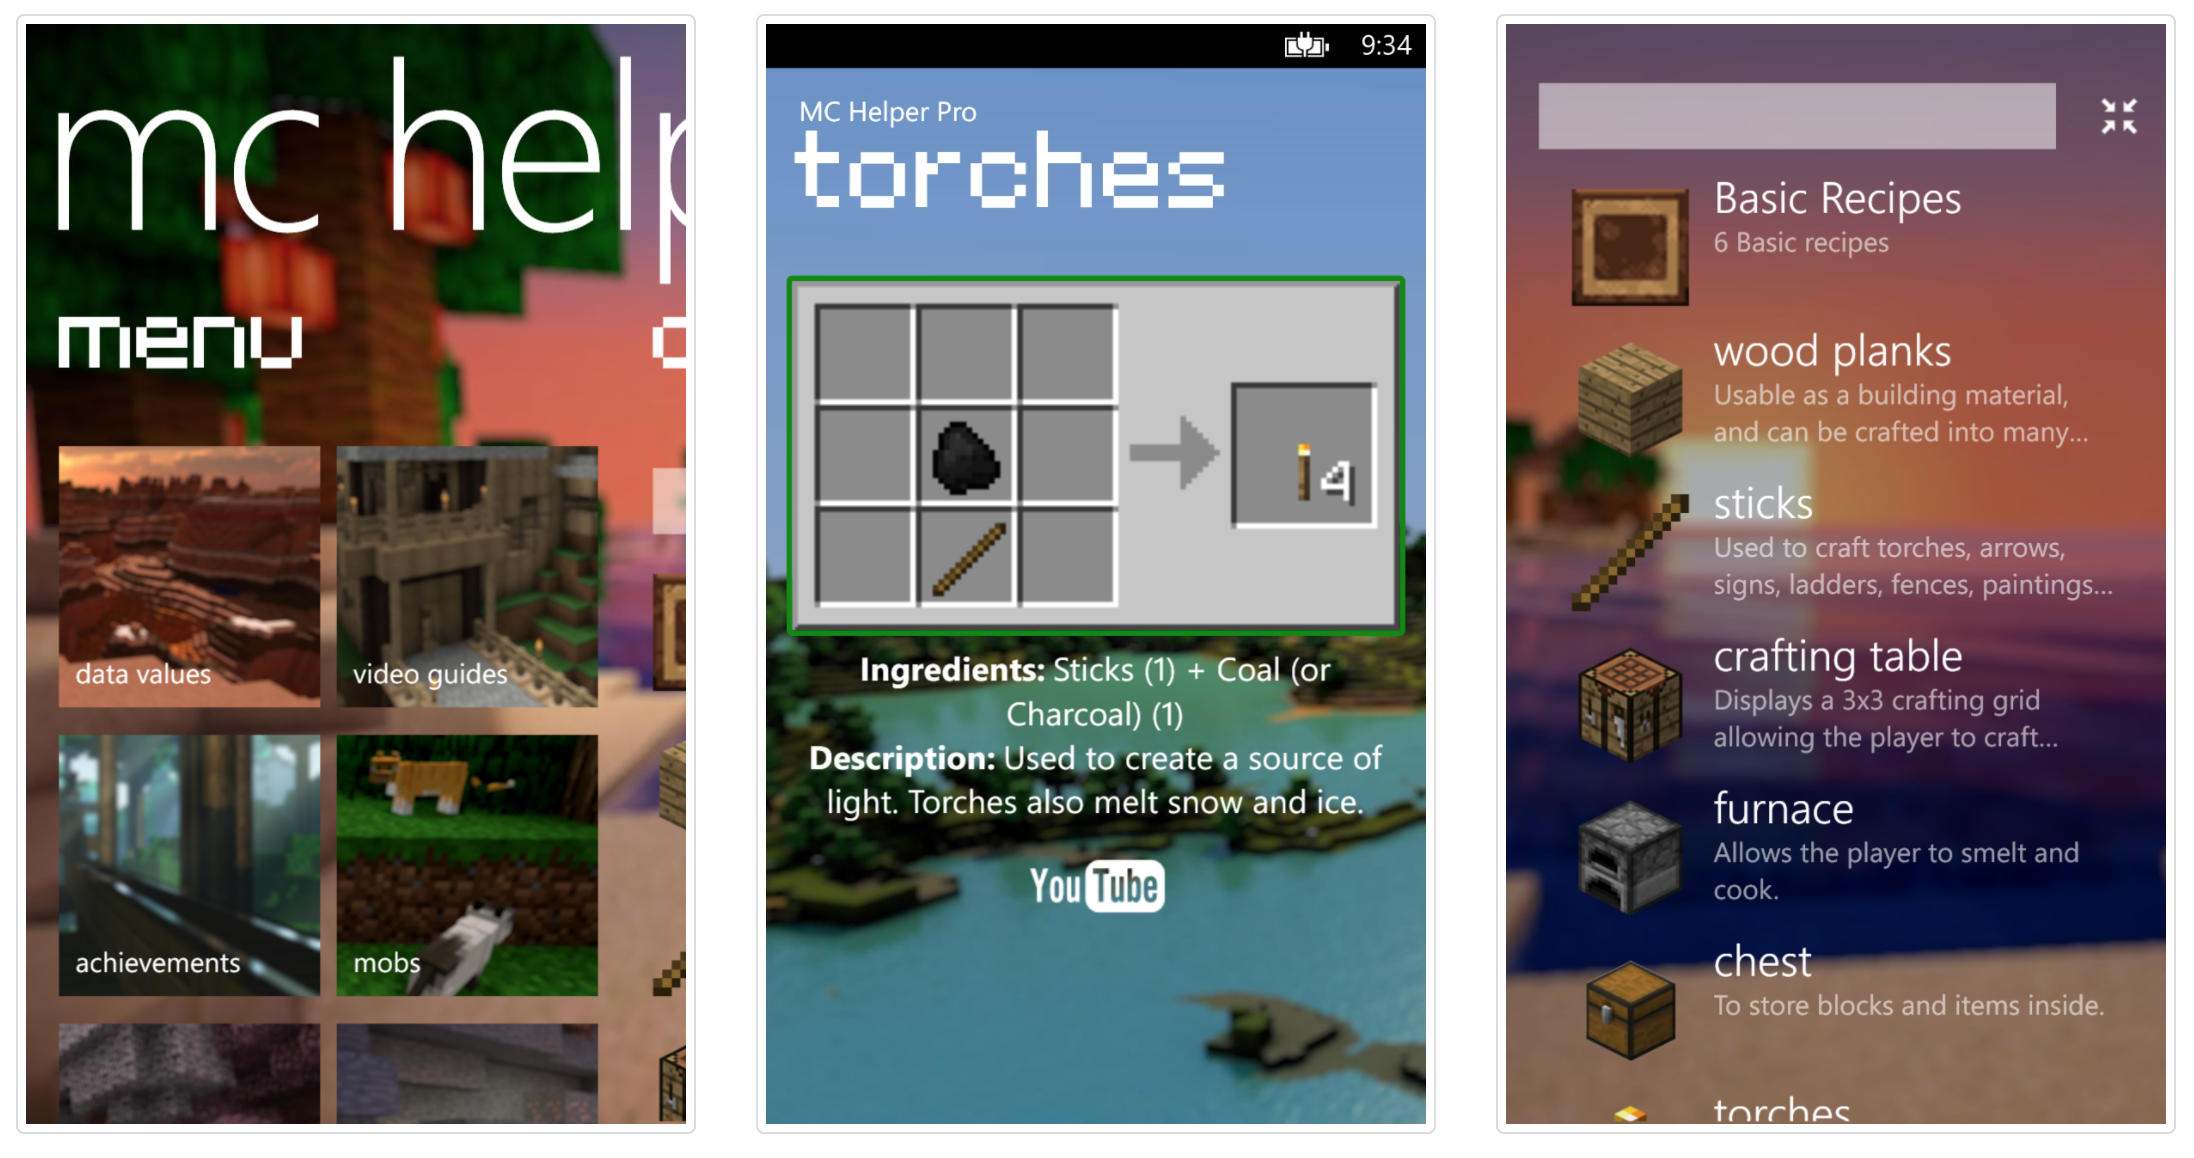 mc help
menu
data values
video guides
achievements
mobs
9:34
MC Helper Pro
torches
4
Ingredients: Sticks (1) + Coal (or
Charcoal) (1)
Description: Used to create a source of
light. Torches also melt snow and ice.
YouTube
Basic Recipes
6 Basic recipes
wood planks
Usable as a building material,
and can be crafted into many...
sticks
Used to craft torches, arrows,
signs, ladders, fences, paintings...
crafting table
Displays a 3x3 crafting grid
allowing the player to craft...
furnace
Allows the player to smelt and
cook.
chest
To store blocks and items inside.
torches